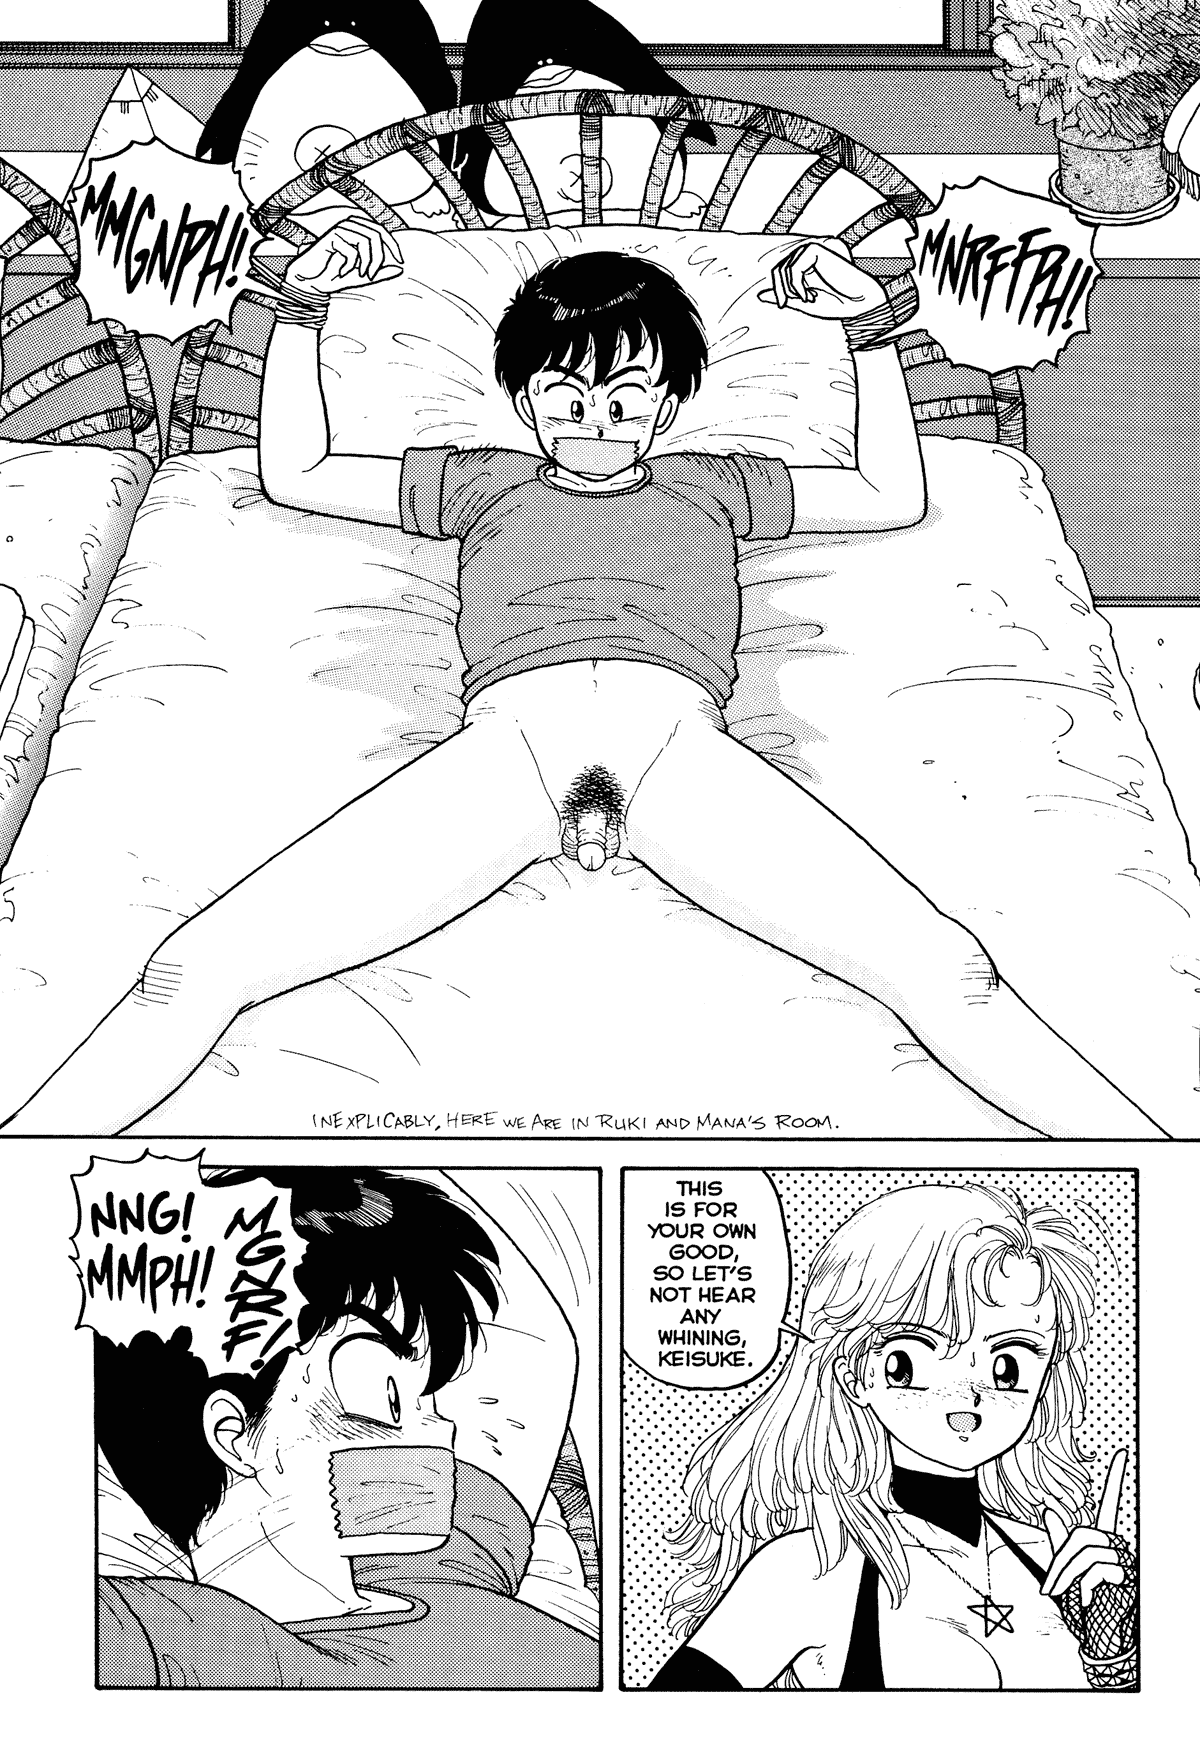 MMGNPH!
MNRFFPH!
INEXPLICABLY, HERE WE ARE IN RUKI AND MANA'S ROOM.
NNG!
MMPH!
MGNRF!
THIS
IS FOR
YOUR OWN
GOOD,
SO LET'S
NOT HEAR
ANY
WHINING,
KEISUKE.